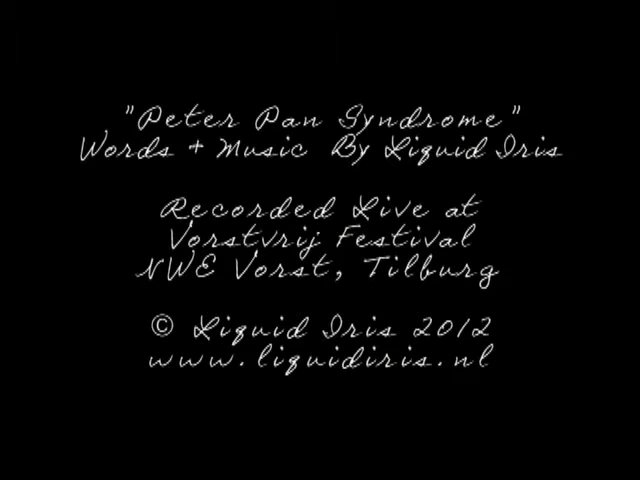 "Peter Pan Syndrome"
Words + Music By Liquid Iris
Recorded Live at
Vorstvrij Festival
NWE Vorst, Tilburg
© Liquid Iris 2012
www.liquidiris.nl